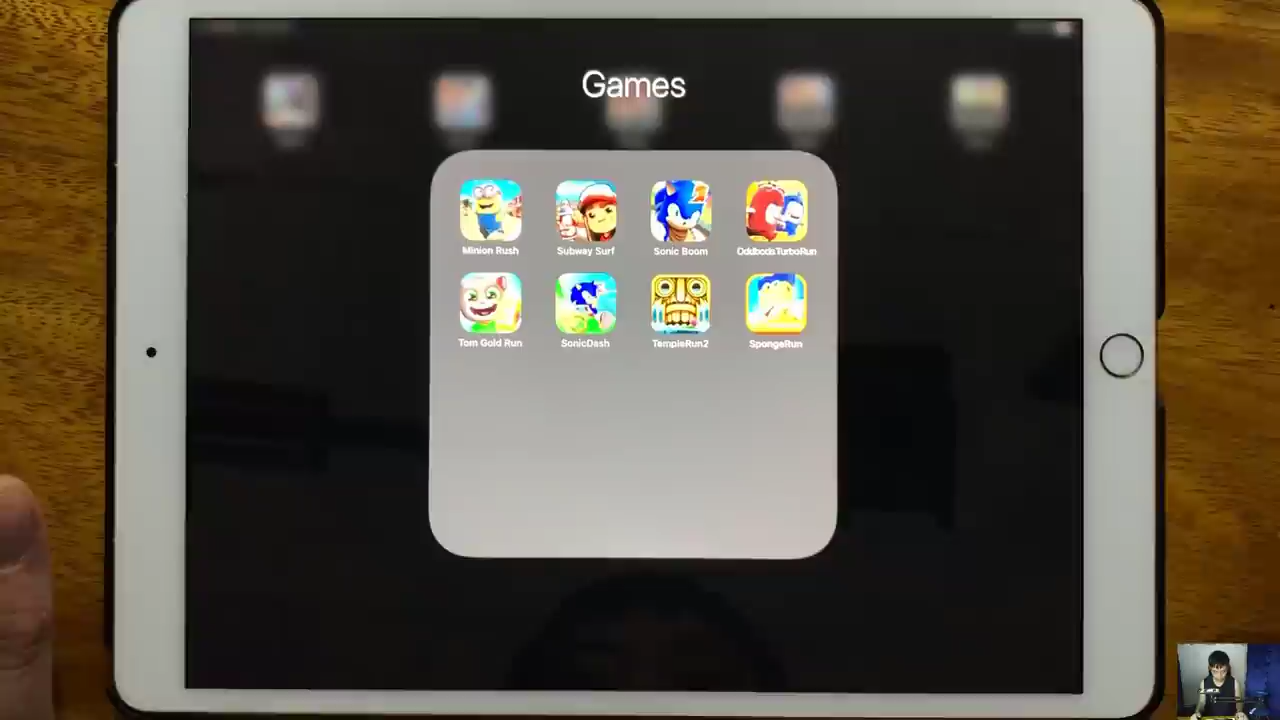 Games
Minion Rush
Subway Surf
Sonic Boom
OddbodsTurboRun
Tom Gold Run
SonicDash
TempleRun2
SpongeRun